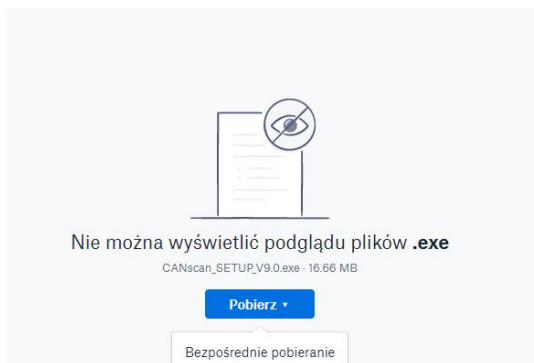 Nie można wyświetlić podglądu plików .exe
CANscan_SETUP_V9.0.exe · 16.66 MB
Pobierz
Bezpośrednie pobieranie